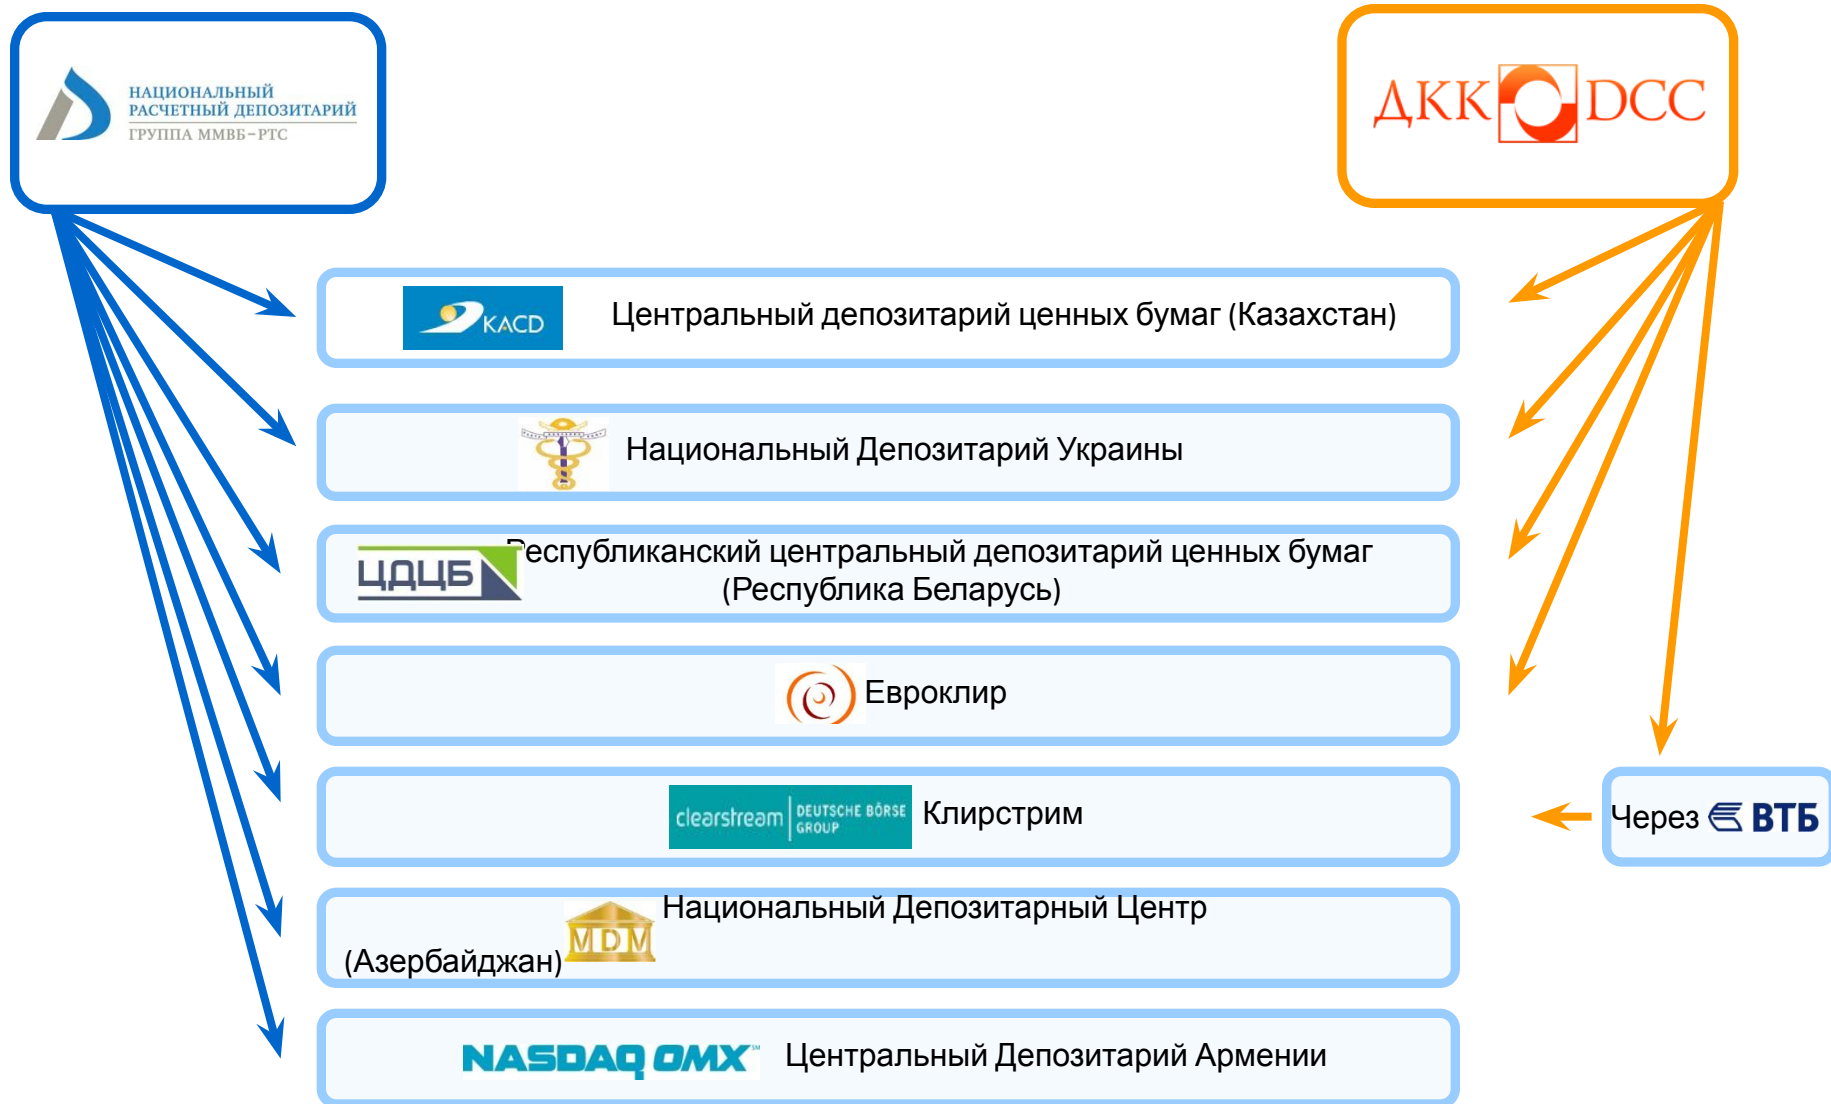 НАЦИОНАЛЬНЫЙ
РАСЧЕТНЫЙ ДЕПОЗИТАРИЙ
ГРУППА ММВБ-РТС
ДКК DCC
KACD Центральный депозитарий ценных бумаг (Казахстан)
Национальный Депозитарий Украины
ЦДЦБ Республиканский центральный депозитарий ценных бумаг
(Республика Беларусь)
Евроклир
clearstream DEUTSCHE BÖRSE
GROUP
Клирстрим
Через ВТБ
Национальный Депозитарный Центр
MDM
(Азербайджан)
NASDAQ OMX Центральный Депозитарий Армении